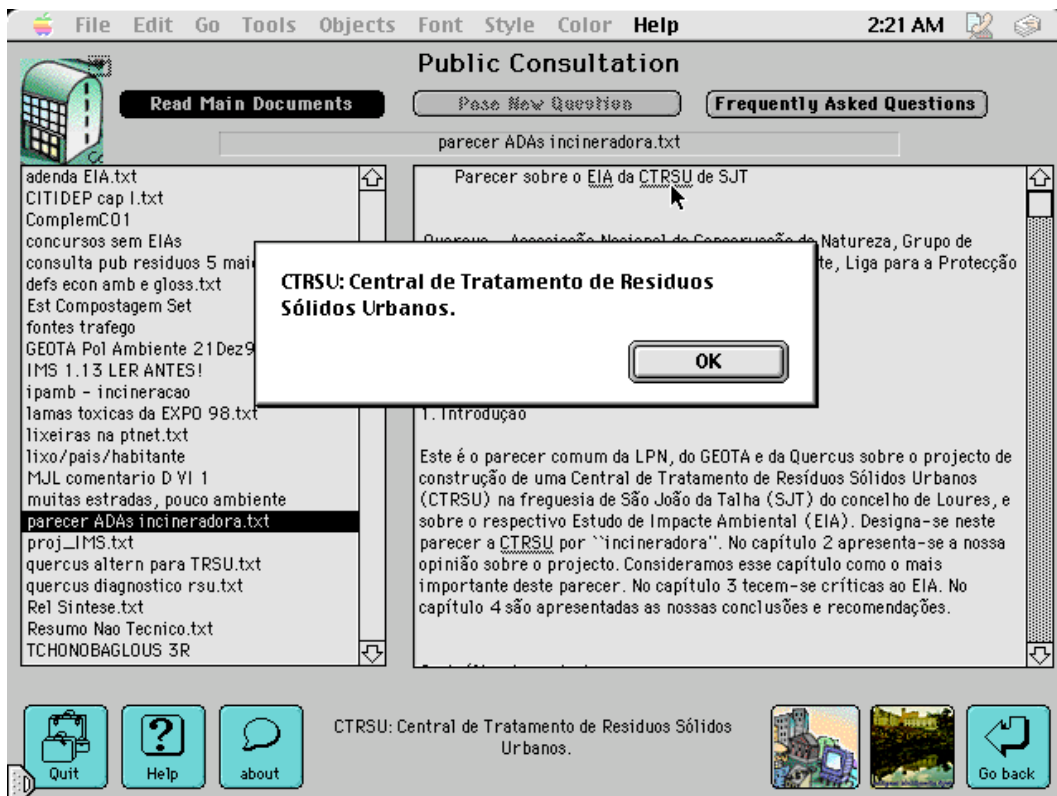 File Edit Go Tools Objects Font Style Color Help 2:21 AM
Public Consultation
Read Main Documents
Pose New Question
Frequently Asked Questions
parecer ADAs incineradora.txt
adenda EIA.txt
CITIDEP cap I.txt
ComplemCO1
concursos sem EIAs
consulta pub residuos 5 maio
defs econ amb e gloss.txt
Est Compostagem Set
fontes trafego
GEOTA Pol Ambiente 21Dez9
IMS 1.13 LER ANTES!
ipamb - incineracao
lamas toxicas da EXPO 98.txt
lixeiras na ptnet.txt
lixo/pais/habitante
MJL comentario D VI 1
muitas estradas, pouco ambiente
parecer ADAs incineradora.txt
proj_IMS.txt
quercus altern para TRSU.txt
quercus diagnostico rsu.txt
Rel Sintese.txt
Resumo Nao Tecnico.txt
TCHONOBAGLOUS 3R
Parecer sobre o EIA da CTRSU de SJT
Quercus - Associação Nacional de Conservação da Natureza, Grupo de
te, Liga para a Protecção
CTRSU: Central de Tratamento de Residuos
Sólidos Urbanos.
OK
1. Introdução
Este é o parecer comum da LPN, do GEOTA e da Quercus sobre o projecto de
construção de uma Central de Tratamento de Resíduos Sólidos Urbanos
(CTRSU) na freguesia de São João da Talha (SJT) do concelho de Loures, e
sobre o respectivo Estudo de Impacte Ambiental (EIA). Designa-se neste
parecer a CTRSU por ``incineradora''. No capítulo 2 apresenta-se a nossa
opinião sobre o projecto. Consideramos esse capítulo como o mais
importante deste parecer. No capítulo 3 tecem-se críticas ao EIA. No
capítulo 4 são apresentadas as nossas conclusões e recomendações.
Quit
Help
about
CTRSU: Central de Tratamento de Residuos Sólidos
Urbanos.
Go back